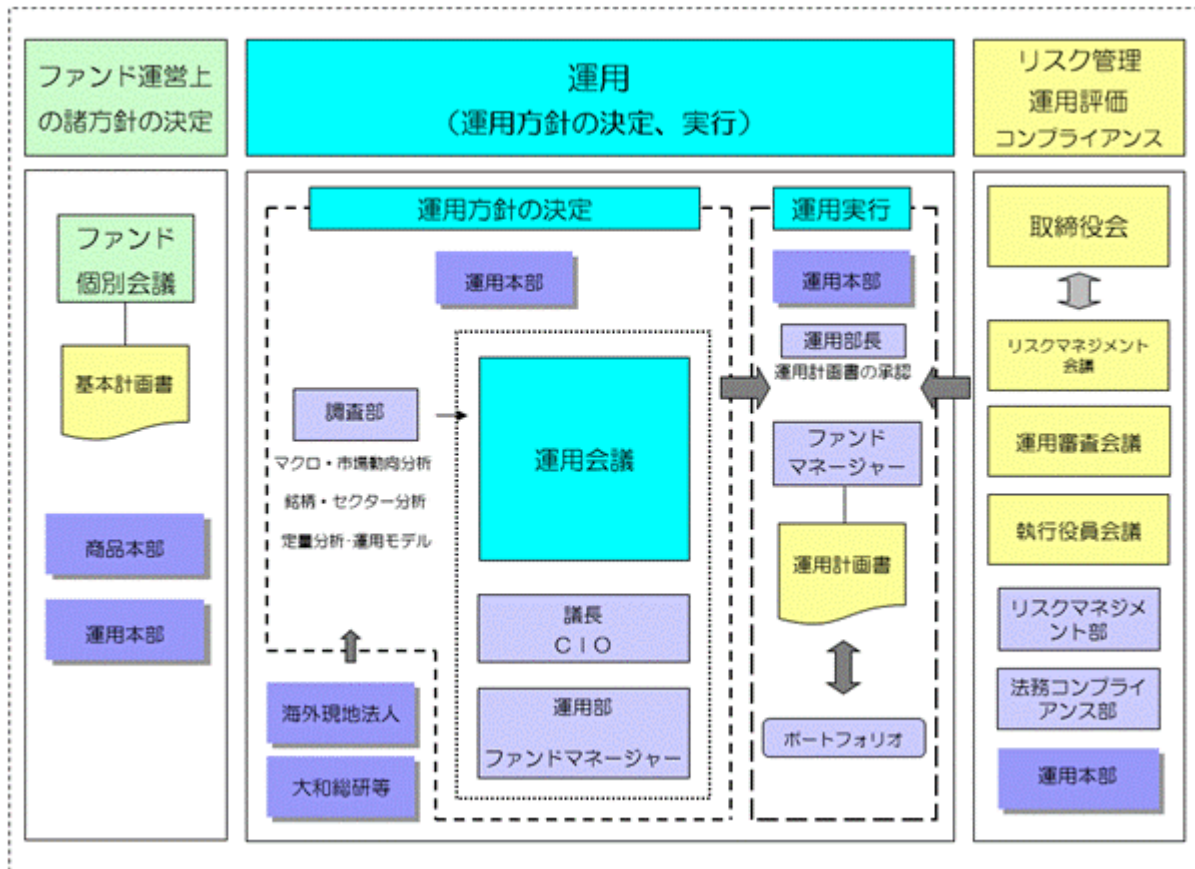 ファンド運営上
の諸方針の決定
運用
（運用方針の決定、実行）
リスク管理
運用評価
コンプライアンス
ファンド
個別会議
基本計画書
商品本部
運用本部
運用方針の決定
運用本部
調査部
マクロ・市場動向分析
銘柄・セクター分析
定量分析･運用モデル
海外現地法人
大和総研等
運用会議
議長
ＣＩＯ
運用部
ファンドマネージャー
運用実行
運用本部
運用部長
運用計画書の承認
ファンド
マネージャー
運用計画書
ポートフォリオ
取締役会
リスクマネジメント
会議
運用審査会議
執行役員会議
リスクマネジメ
ント部
法務コンプライ
アンス部
運用本部